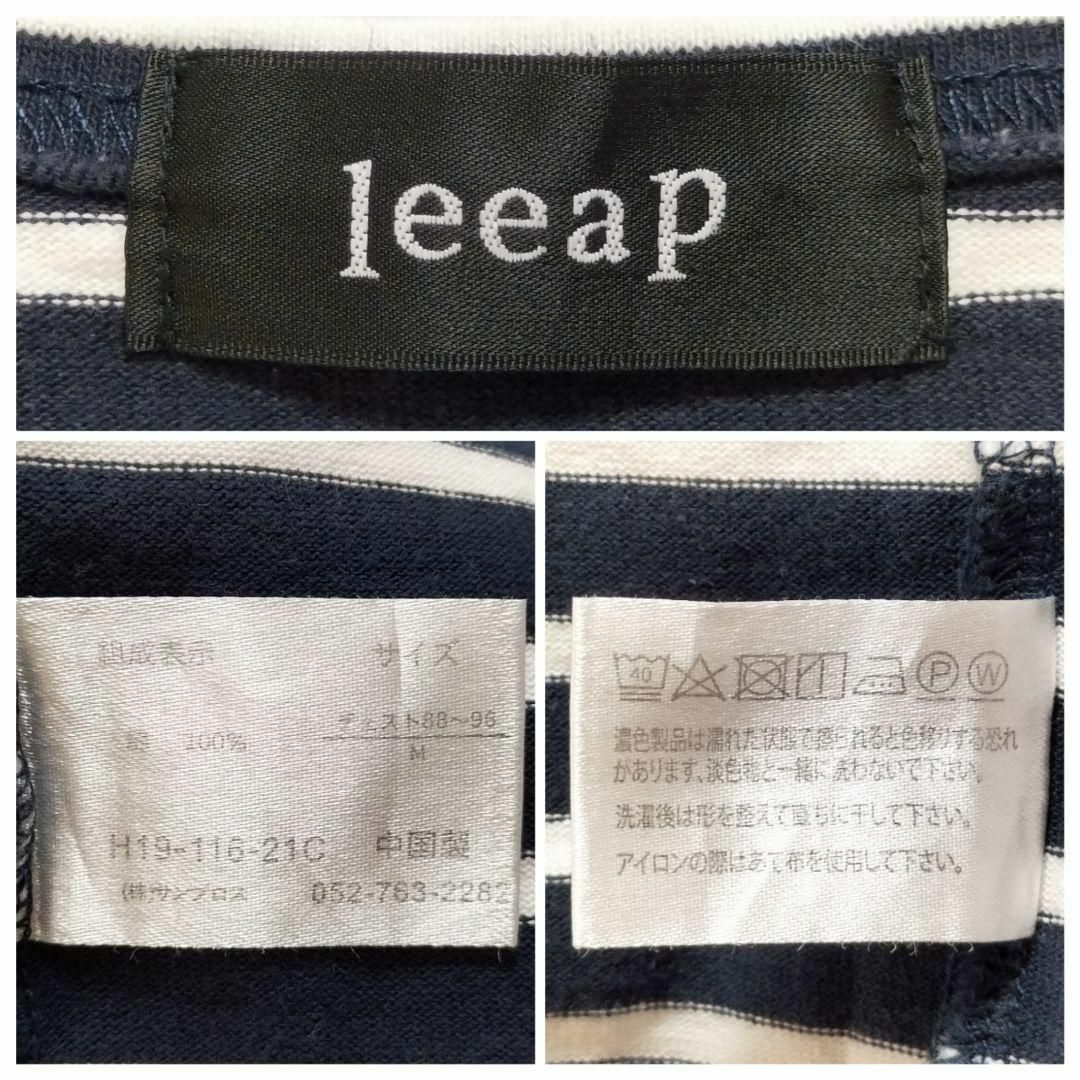 leeap
組成表示 サイズ
綿 100% チェスト88〜96
M
H19-116-21C 中国製
(株)サンプロス 052-763-2282
40 P W
濃色製品は濡れた状態で擦られると色移りする恐れ
があります、淡色物と一緒に洗わないで下さい。
洗濯後は形を整えて直ちに干して下さい。
アイロンの際はあて布を使用して下さい。